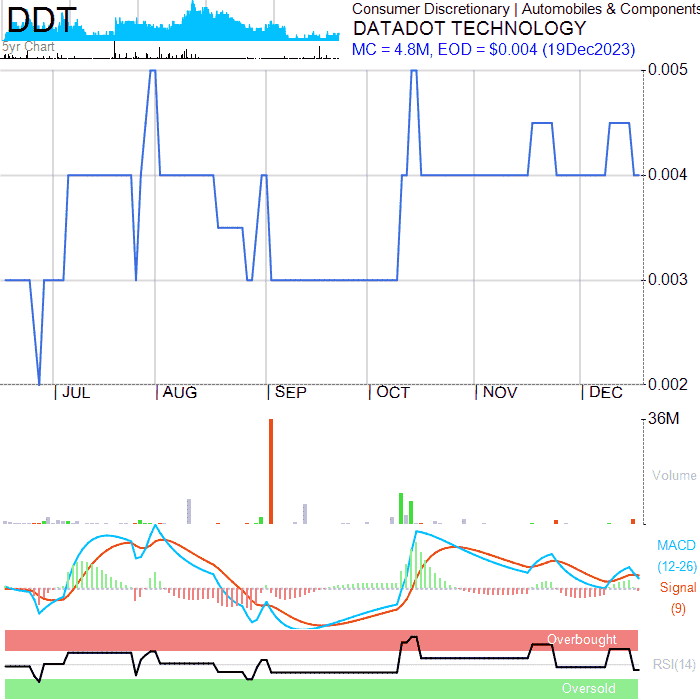 DDT
5yr Chart
Consumer Discretionary | Automobiles & Components
DATADOT TECHNOLOGY
MC = 4.8M, EOD = $0.004 (19Dec2023)
0.005
0.004
0.003
0.002
JUL AUG SEP OCT NOV DEC
36M
Volume
MACD
(12-26)
Signal
(9)
Overbought
RSI(14)
Oversold